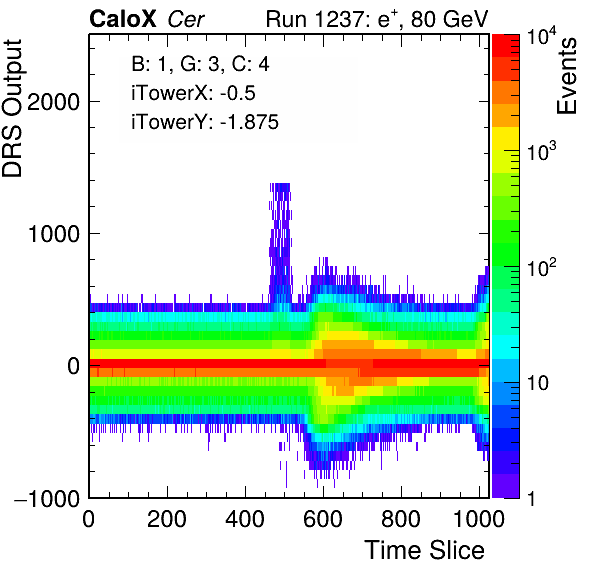 CaloX Cer
Run 1237: e⁺, 80 GeV
B: 1, G: 3, C: 4
iTowerX: -0.5
iTowerY: -1.875
DRS Output
2000
1000
0
−1000
0 200 400 600 800 1000
Time Slice
10⁴
10³
10²
10
1
Events